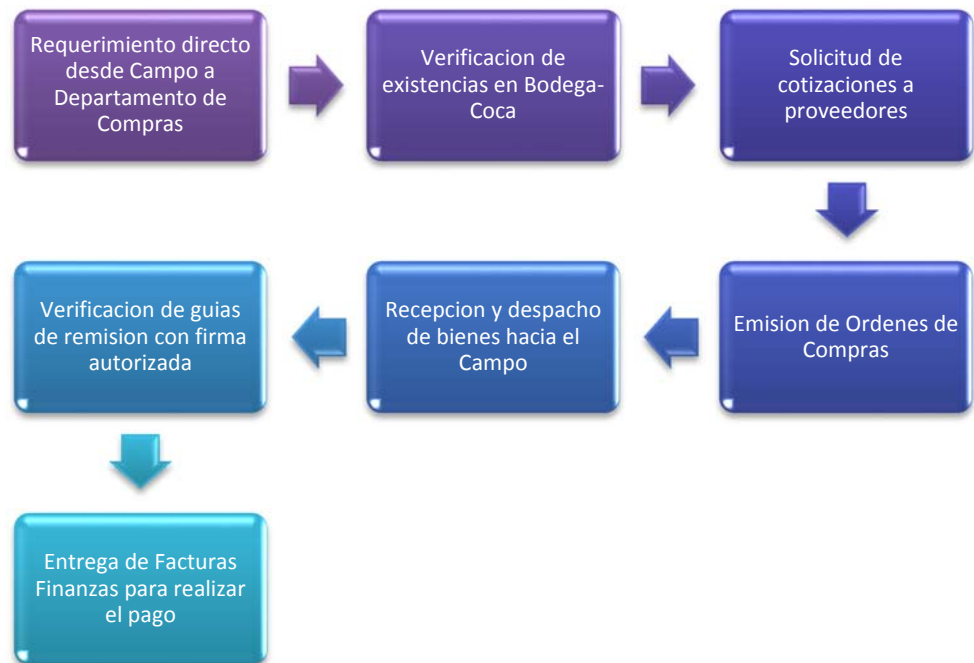 Requerimiento directo
desde Campo a
Departamento de
Compras
Verificacion de
existencias en Bodega-
Coca
Solicitud de
cotizaciones a
proveedores
Emision de Ordenes de
Compras
Recepcion y despacho
de bienes hacia el
Campo
Verificacion de guias
de remision con firma
autorizada
Entrega de Facturas
Finanzas para realizar
el pago